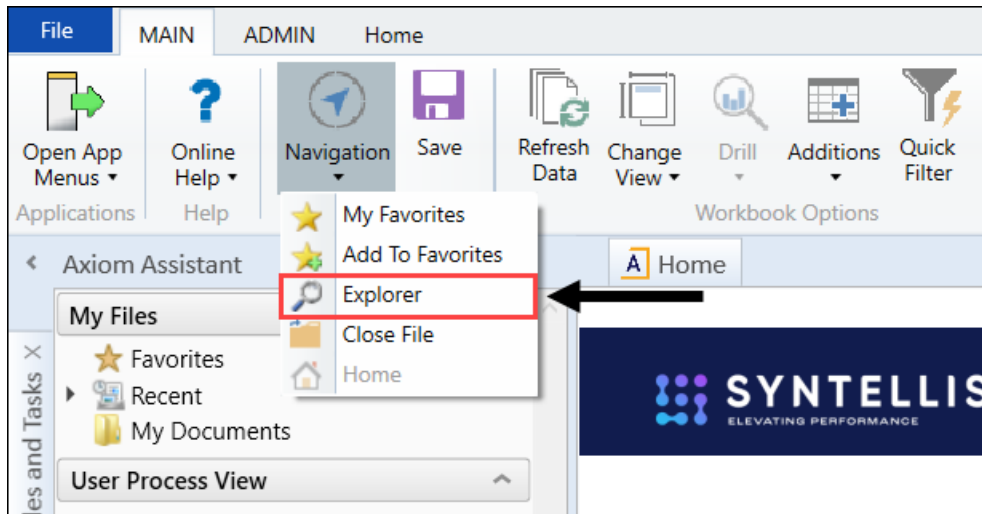 File MAIN ADMIN Home
Open App Menus
Online Help
Navigation
Save
Refresh Data
Change View
Drill
Additions
Quick Filter
Applications
Help
Workbook Options
My Favorites
Add To Favorites
Explorer
Close File
Home
Axiom Assistant
A Home
My Files
Favorites
Recent
My Documents
User Process View
les and Tasks
SYNTELLIS
ELEVATING PERFORMANCE